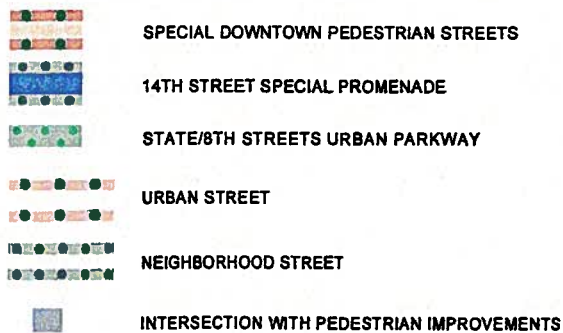 SPECIAL DOWNTOWN PEDESTRIAN STREETS
14TH STREET SPECIAL PROMENADE
STATE/8TH STREETS URBAN PARKWAY
URBAN STREET
NEIGHBORHOOD STREET
INTERSECTION WITH PEDESTRIAN IMPROVEMENTS